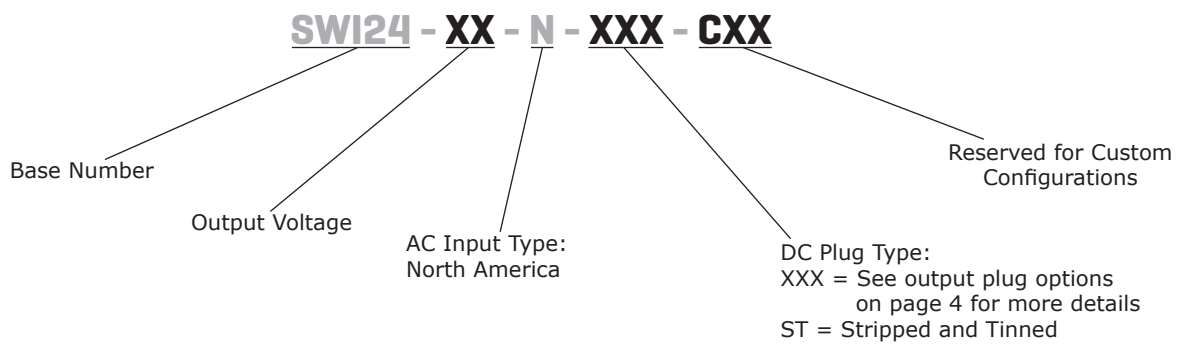 SWI24 - XX - N - XXX - CXX
Base Number
Output Voltage
AC Input Type:
North America
DC Plug Type:
XXX = See output plug options
on page 4 for more details
ST = Stripped and Tinned
Reserved for Custom
Configurations